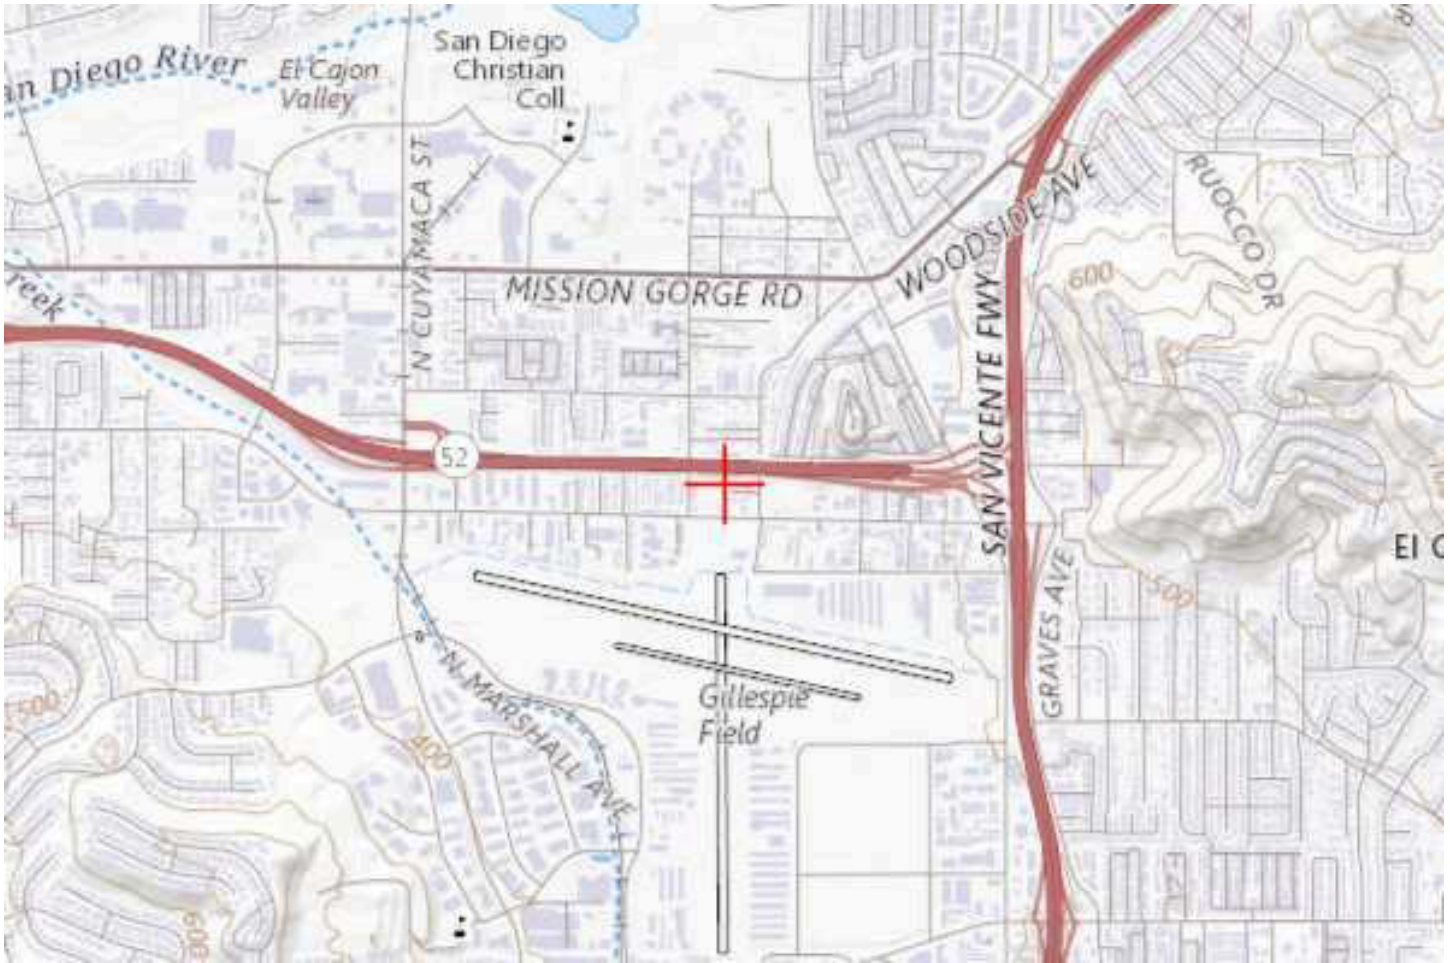 an Diego River
El Cajon
Valley
San Diego
Christian
Coll
N CUYAMACA ST
MISSION GORGE RD
WOODSIDE AVE
RUOCCO DR
600
reek
SAN VICENTE FWY
52
El C
500
GRAVES AVE
N MARSHALL AVE
Gillespie
Field
500
400
600